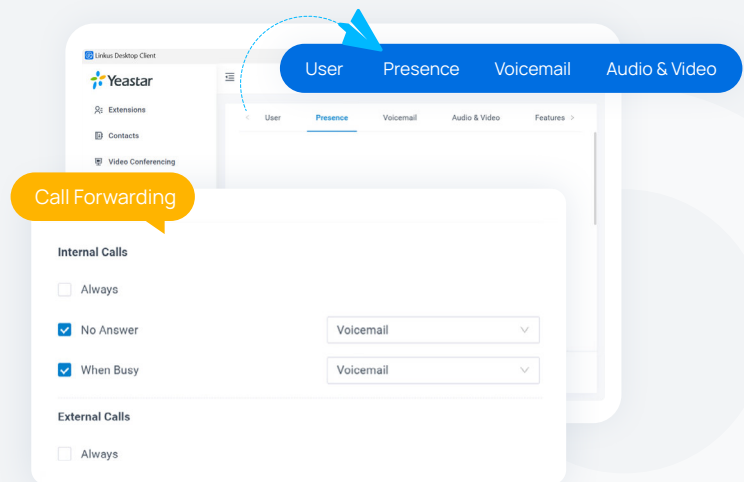 Linkus Desktop Client
User Presence Voicemail Audio & Video
Yeastar
Extensions
< User Presence Voicemail Audio & Video Features >
Contacts
Video Conferencing
Call Forwarding
Internal Calls
Always
No Answer Voicemail
When Busy Voicemail
External Calls
Always